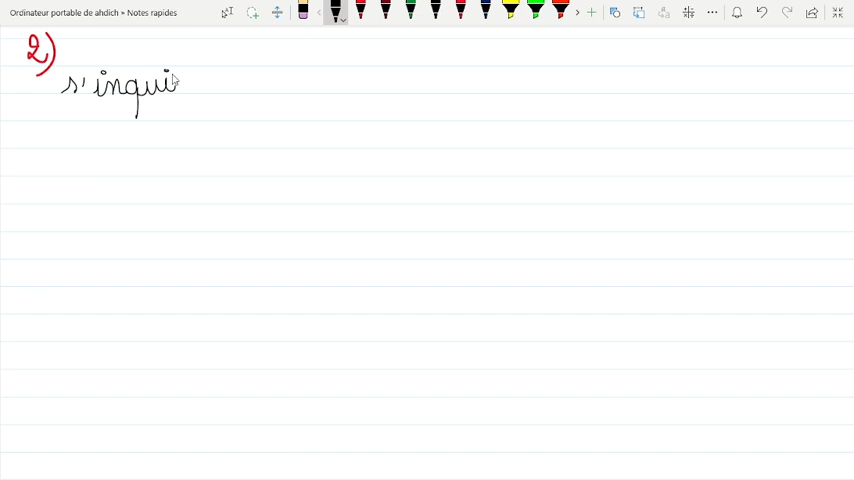 Ordinateur portable de ahdich » Notes rapides
2)
s'inqui